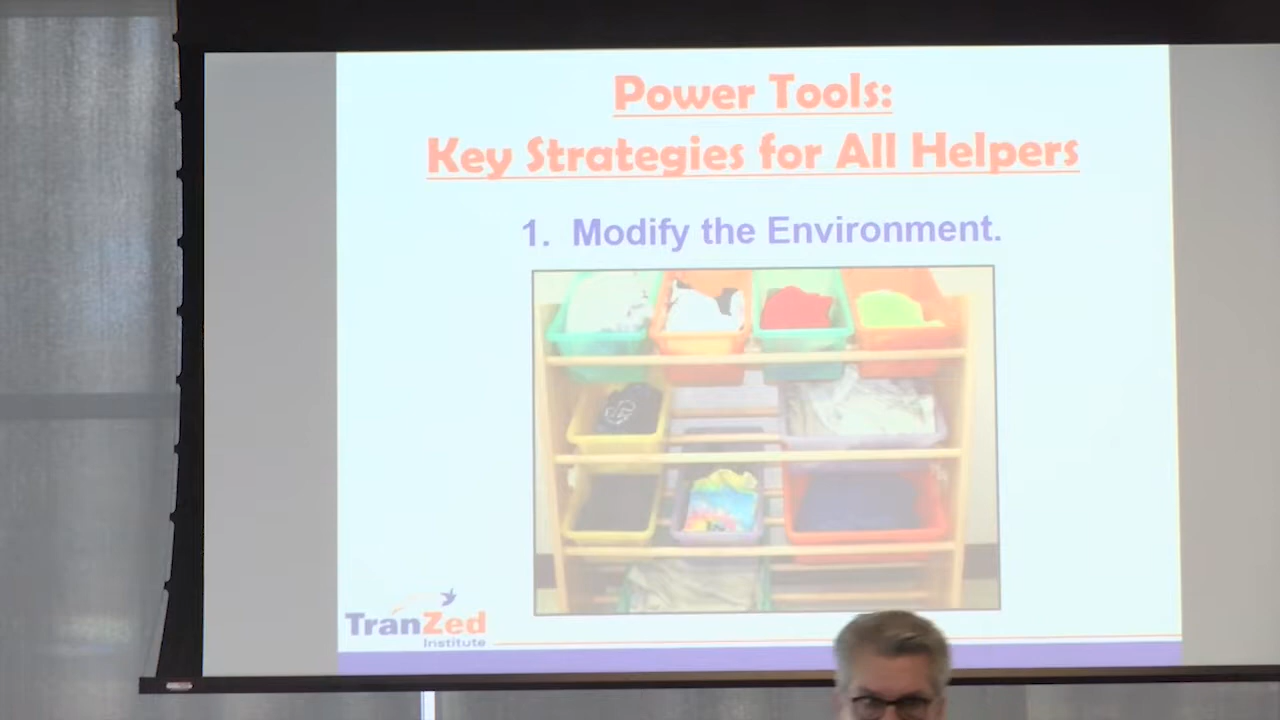 Power Tools:
Key Strategies for All Helpers
1. Modify the Environment.
TranZed
Institute